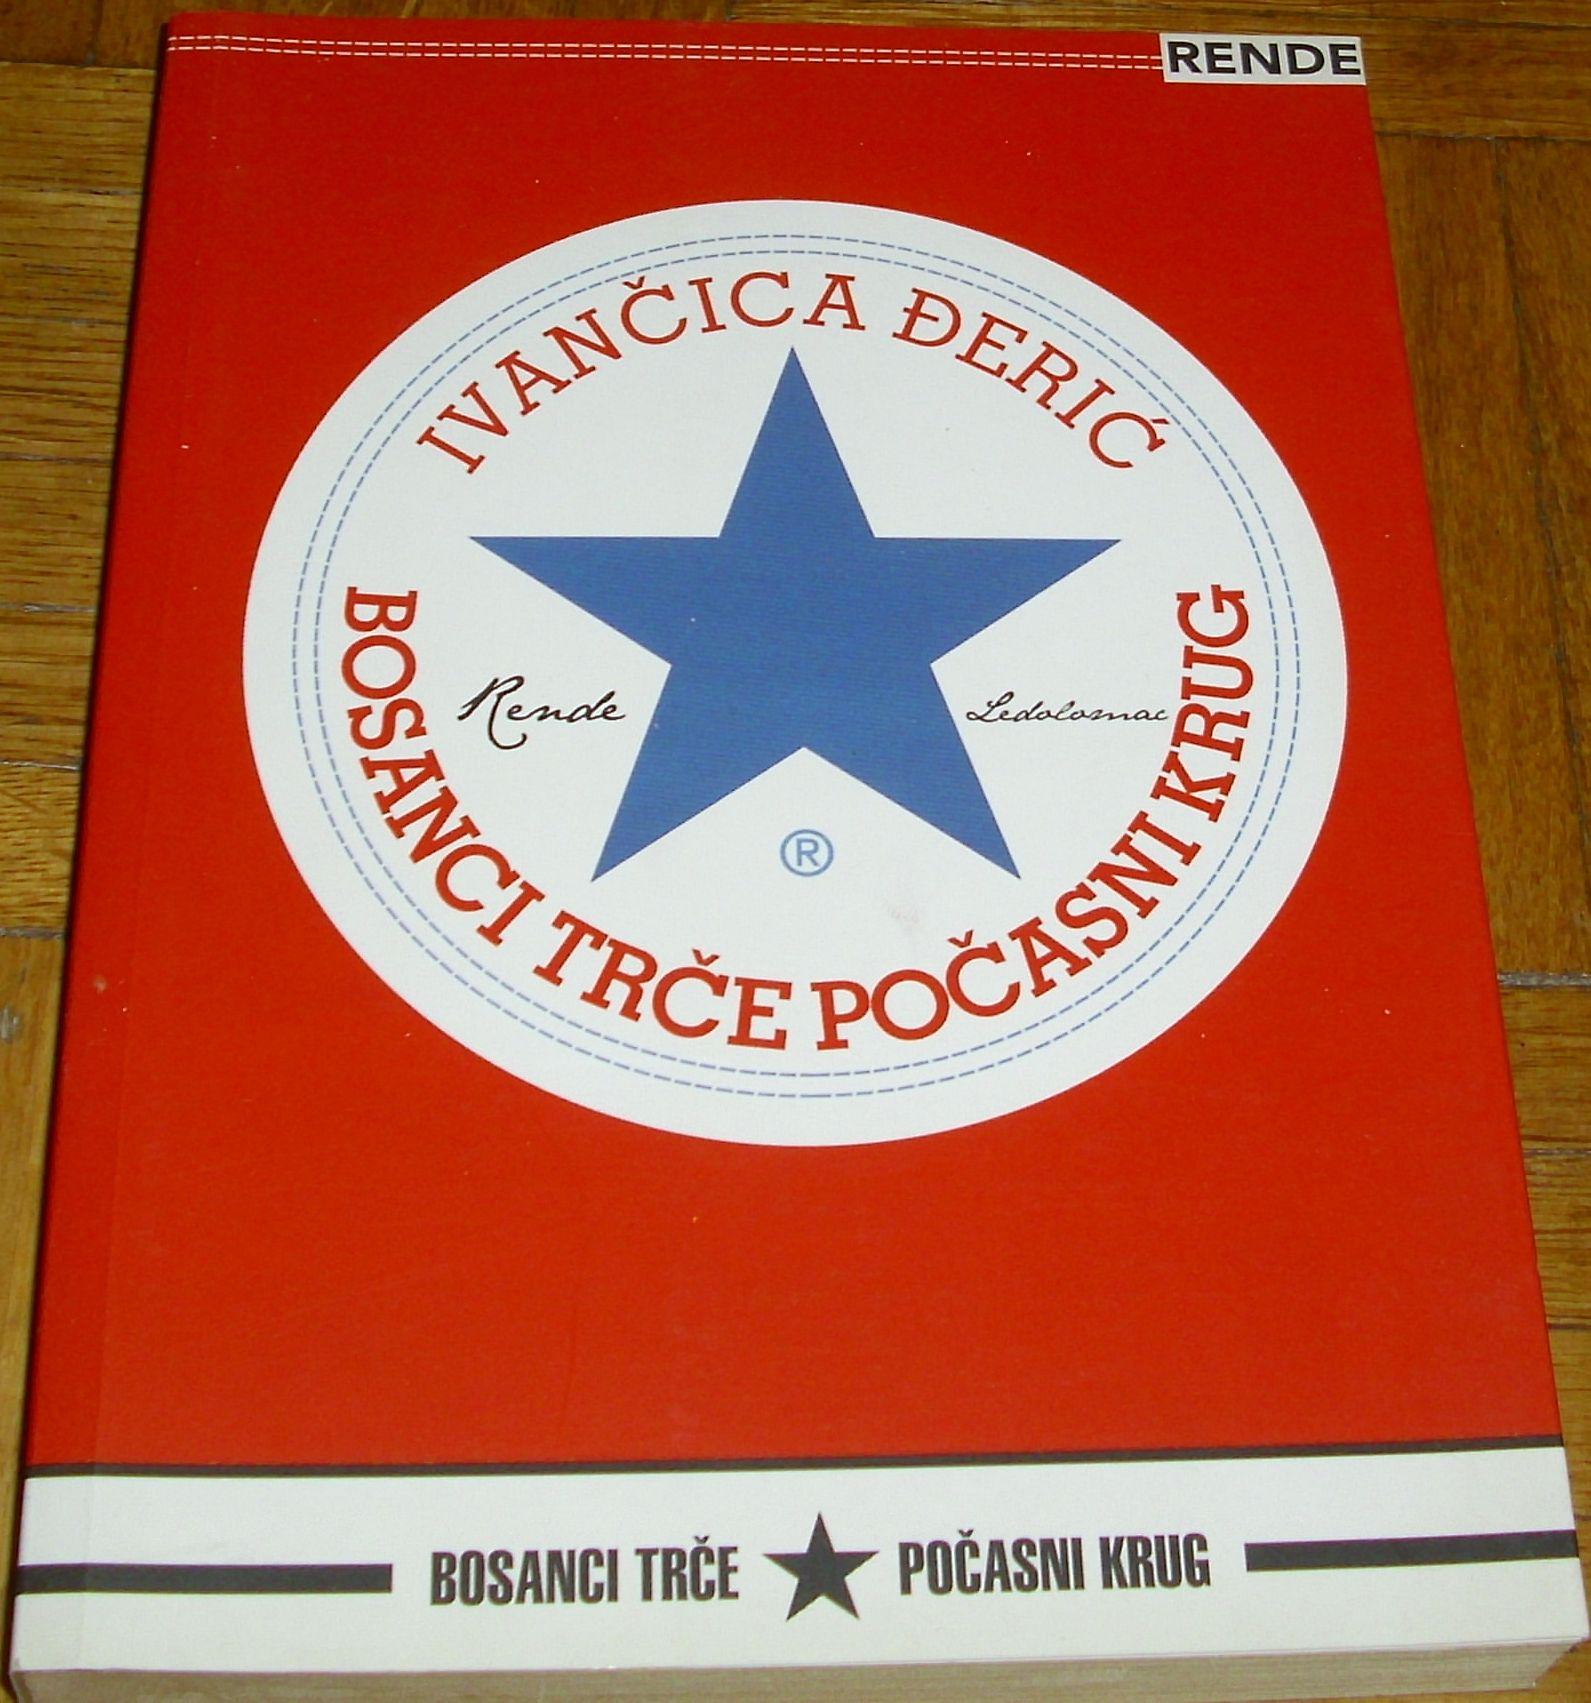 RENDE
IVANČICA ĐERIĆ
Rende
Ledolomac
®
BOSANCI TRČE POČASNI KRUG
BOSANCI TRČE ★ POČASNI KRUG